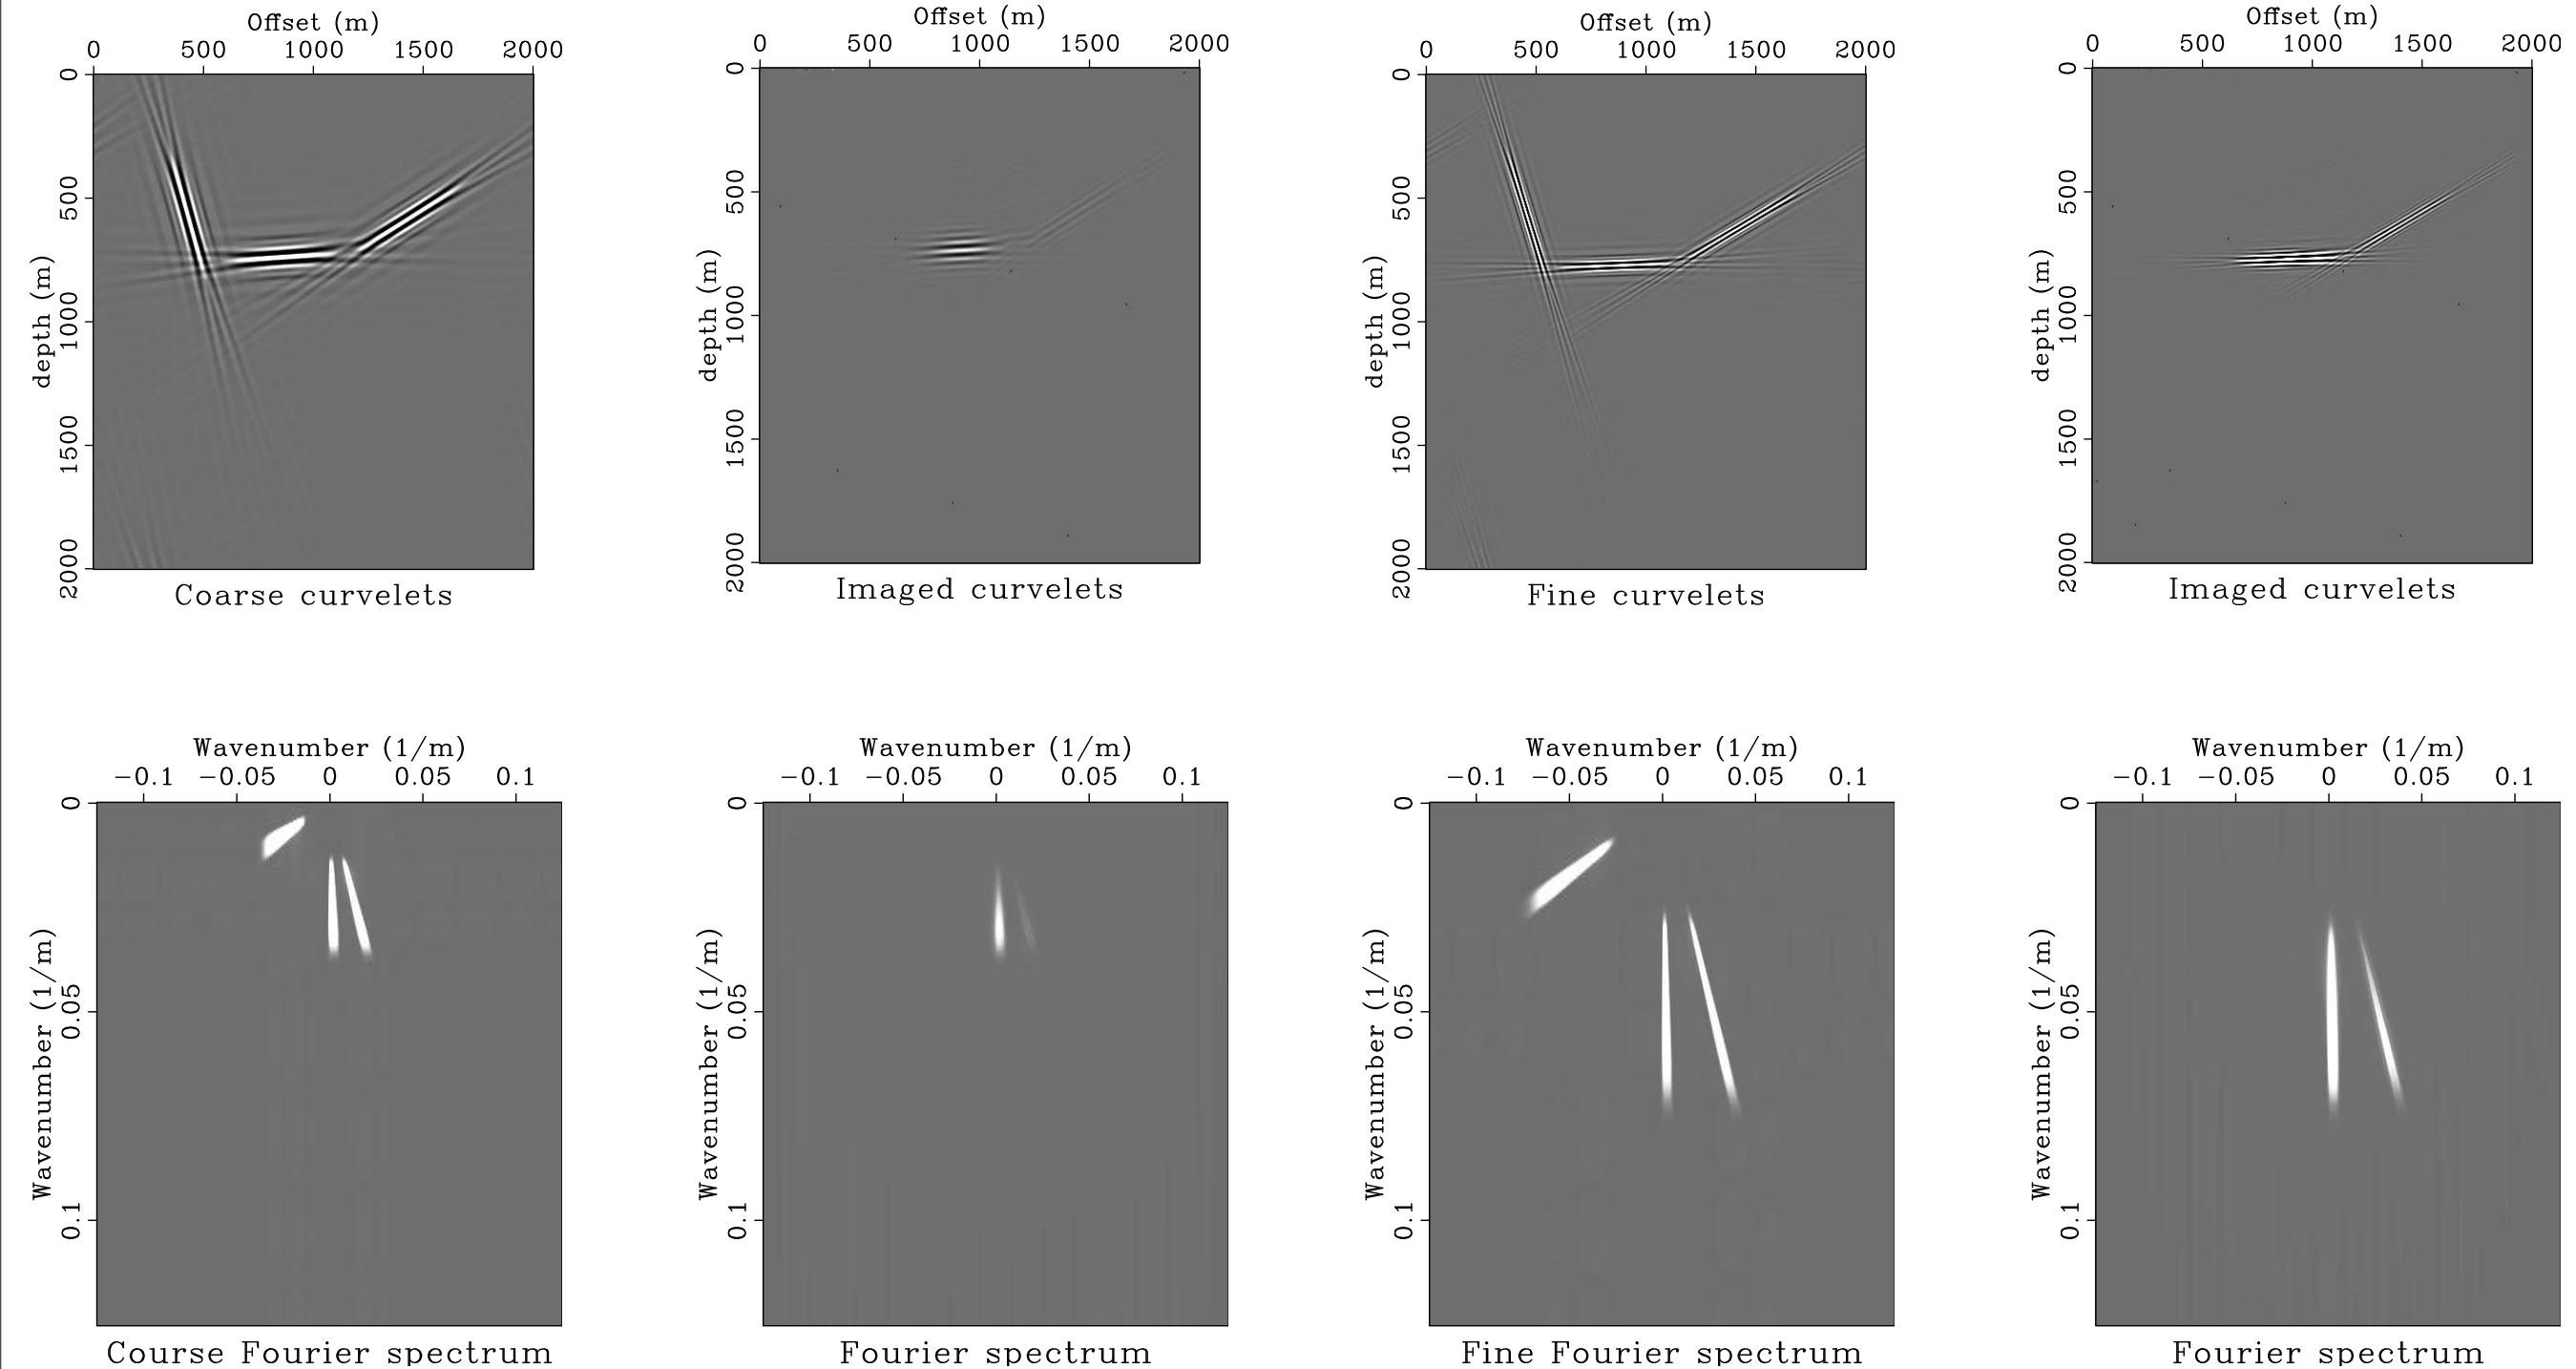 Offset (m)
0 500 1000 1500 2000
depth (m)
0 500 1000 1500 2000
Coarse curvelets
Offset (m)
0 500 1000 1500 2000
depth (m)
0 500 1000 1500 2000
Imaged curvelets
Offset (m)
0 500 1000 1500 2000
depth (m)
0 500 1000 1500 2000
Fine curvelets
Offset (m)
0 500 1000 1500 2000
depth (m)
0 500 1000 1500 2000
Imaged curvelets
Wavenumber (1/m)
−0.1 −0.05 0 0.05 0.1
Wavenumber (1/m)
0 0.05 0.1
Course Fourier spectrum
Wavenumber (1/m)
−0.1 −0.05 0 0.05 0.1
Wavenumber (1/m)
0 0.05 0.1
Fourier spectrum
Wavenumber (1/m)
−0.1 −0.05 0 0.05 0.1
Wavenumber (1/m)
0 0.05 0.1
Fine Fourier spectrum
Wavenumber (1/m)
−0.1 −0.05 0 0.05 0.1
Wavenumber (1/m)
0 0.05 0.1
Fourier spectrum